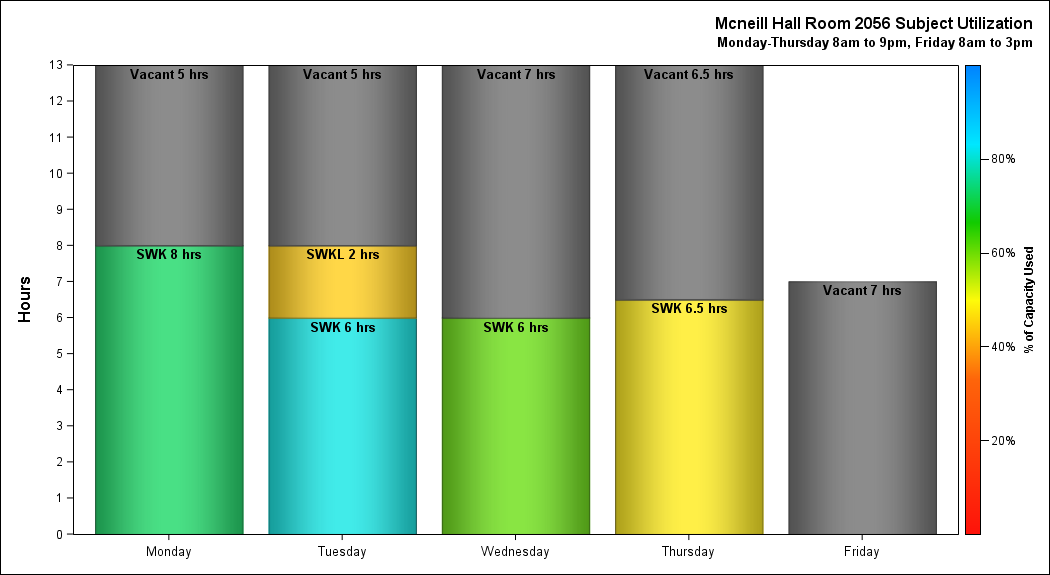 Mcneill Hall Room 2056 Subject Utilization
Monday-Thursday 8am to 9pm, Friday 8am to 3pm
Hours
13
12
11
10
9
8
7
6
5
4
3
2
1
0
Vacant 5 hrs
SWK 8 hrs
Vacant 5 hrs
SWKL 2 hrs
SWK 6 hrs
Vacant 7 hrs
SWK 6 hrs
Vacant 6.5 hrs
SWK 6.5 hrs
Vacant 7 hrs
Monday
Tuesday
Wednesday
Thursday
Friday
80%
60%
40%
20%
% of Capacity Used